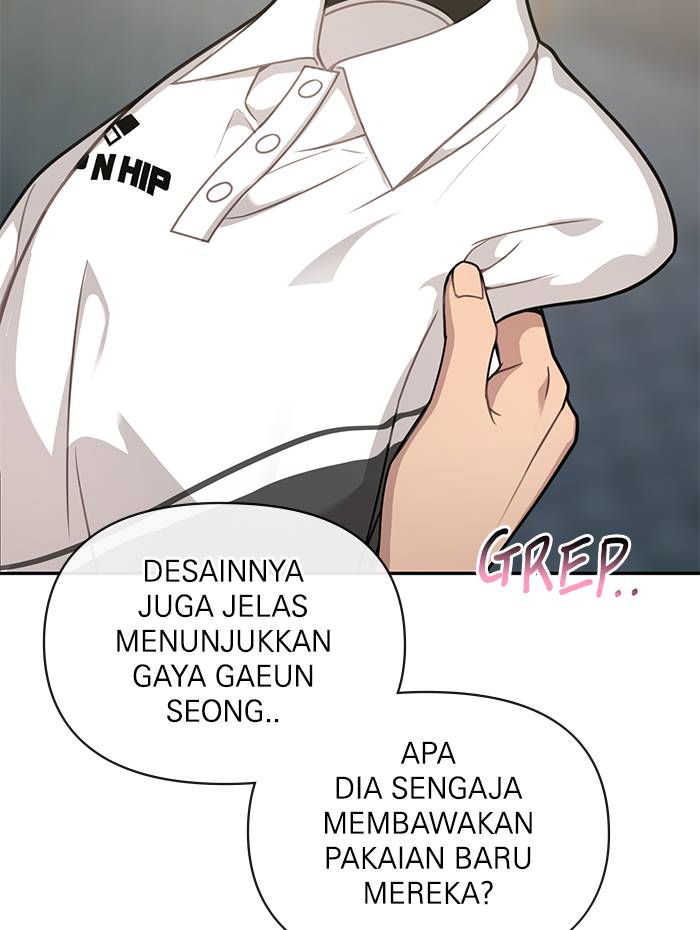 N HIP
GREP..
DESAINNYA
JUGA JELAS
MENUNJUKKAN
GAYA GAEUN
SEONG..
APA
DIA SENGAJA
MEMBAWAKAN
PAKAIAN BARU
MEREKA?